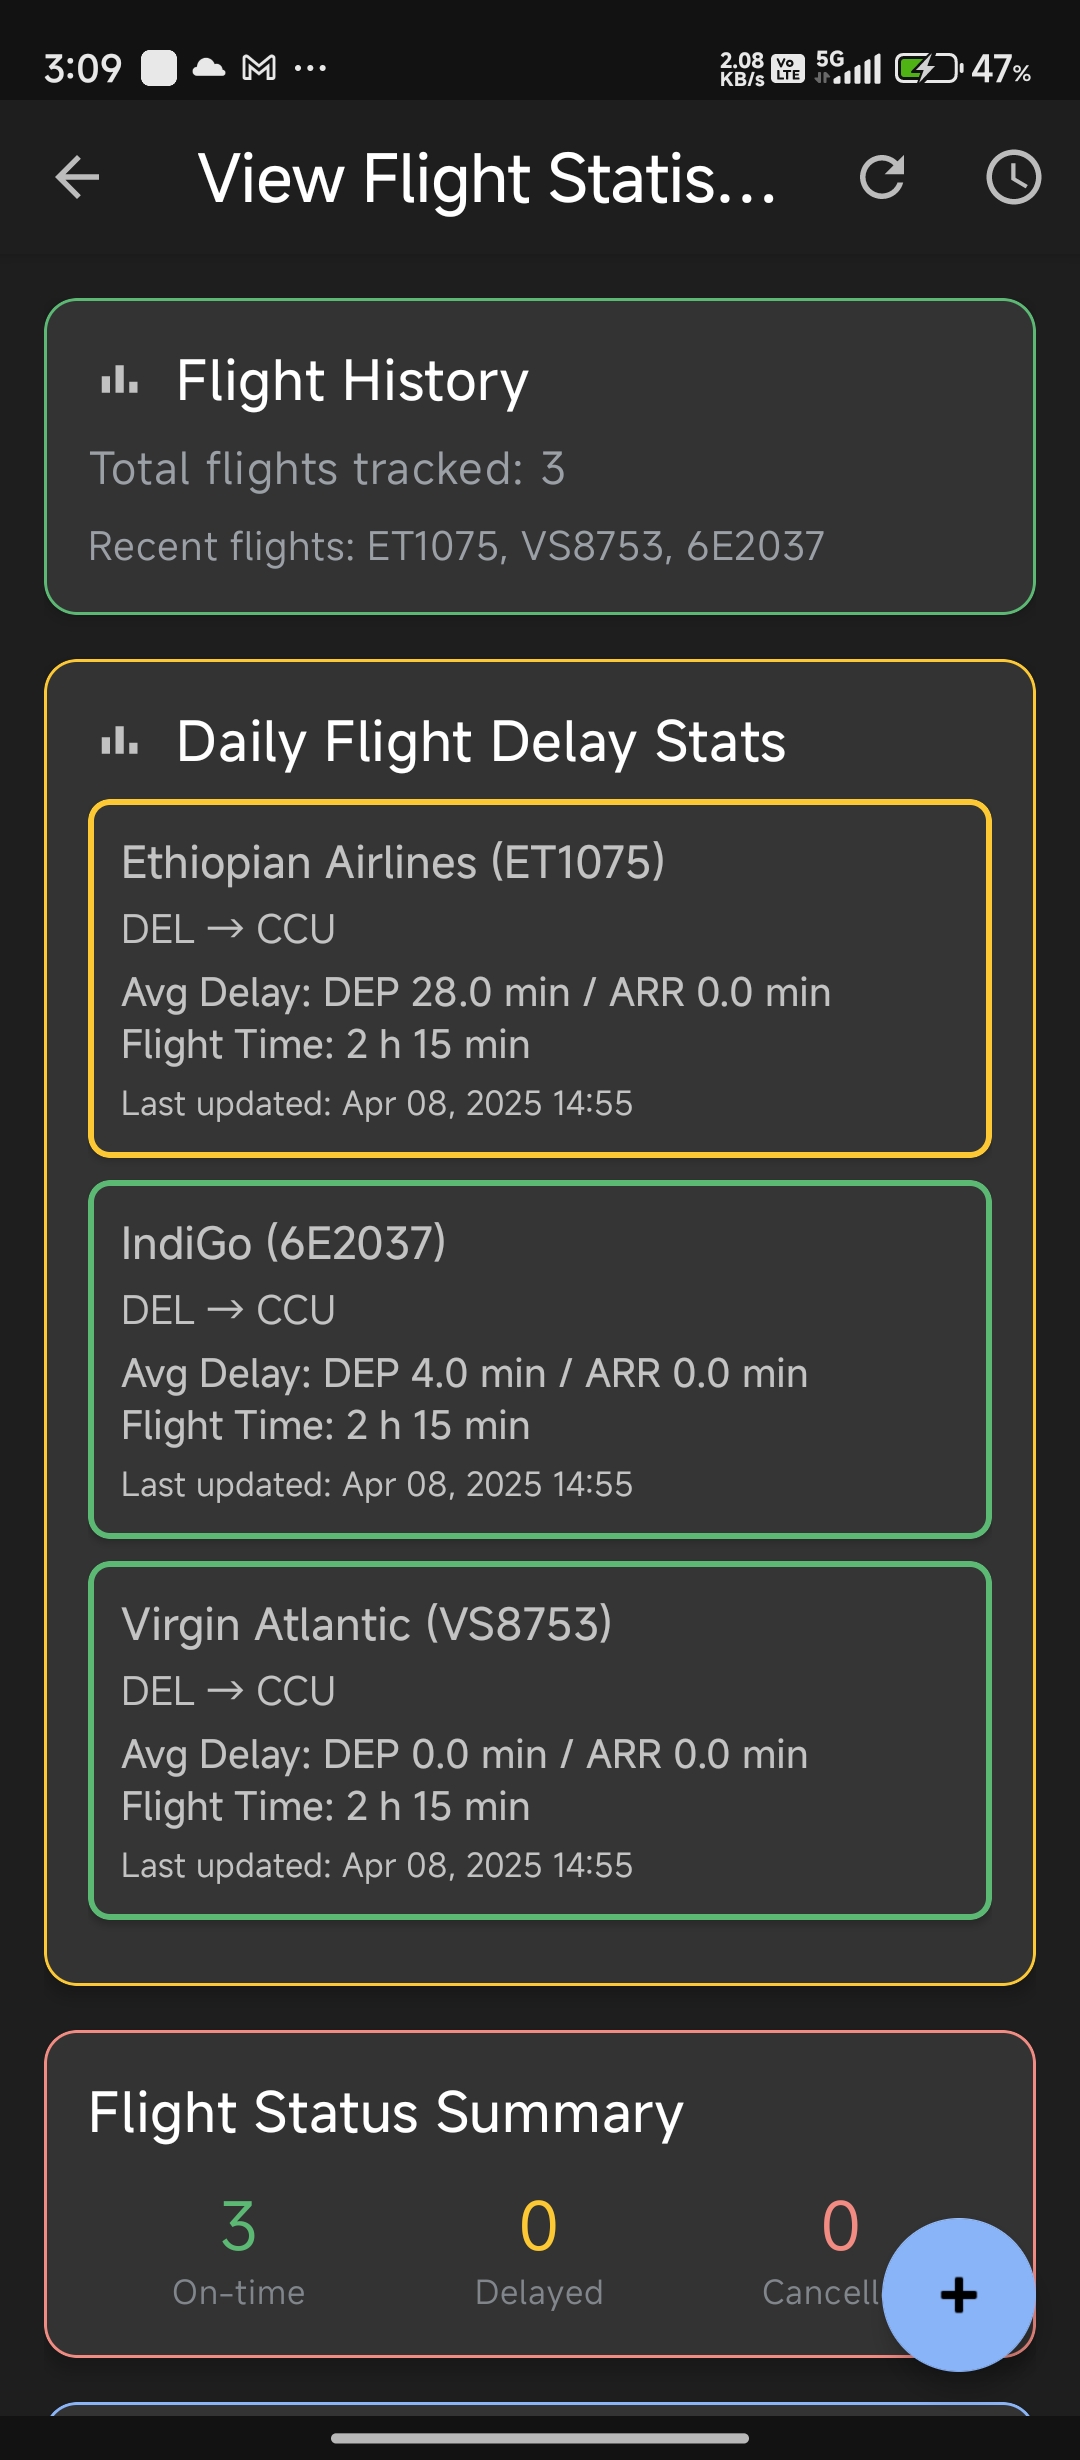 3:09
2.08 KB/s Vo LTE 5G 47%
View Flight Statis...
Flight History
Total flights tracked: 3
Recent flights: ET1075, VS8753, 6E2037
Daily Flight Delay Stats
Ethiopian Airlines (ET1075)
DEL → CCU
Avg Delay: DEP 28.0 min / ARR 0.0 min
Flight Time: 2 h 15 min
Last updated: Apr 08, 2025 14:55
IndiGo (6E2037)
DEL → CCU
Avg Delay: DEP 4.0 min / ARR 0.0 min
Flight Time: 2 h 15 min
Last updated: Apr 08, 2025 14:55
Virgin Atlantic (VS8753)
DEL → CCU
Avg Delay: DEP 0.0 min / ARR 0.0 min
Flight Time: 2 h 15 min
Last updated: Apr 08, 2025 14:55
Flight Status Summary
3 0 0
On-time Delayed Cancell